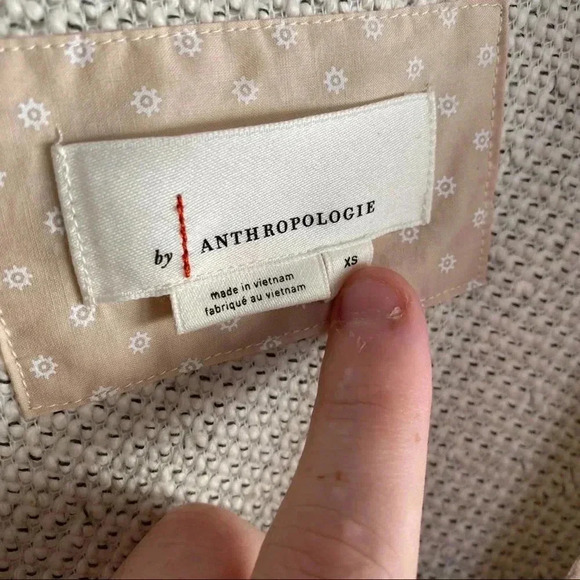 by ANTHROPOLOGIE
made in vietnam
fabriqué au vietnam
XS